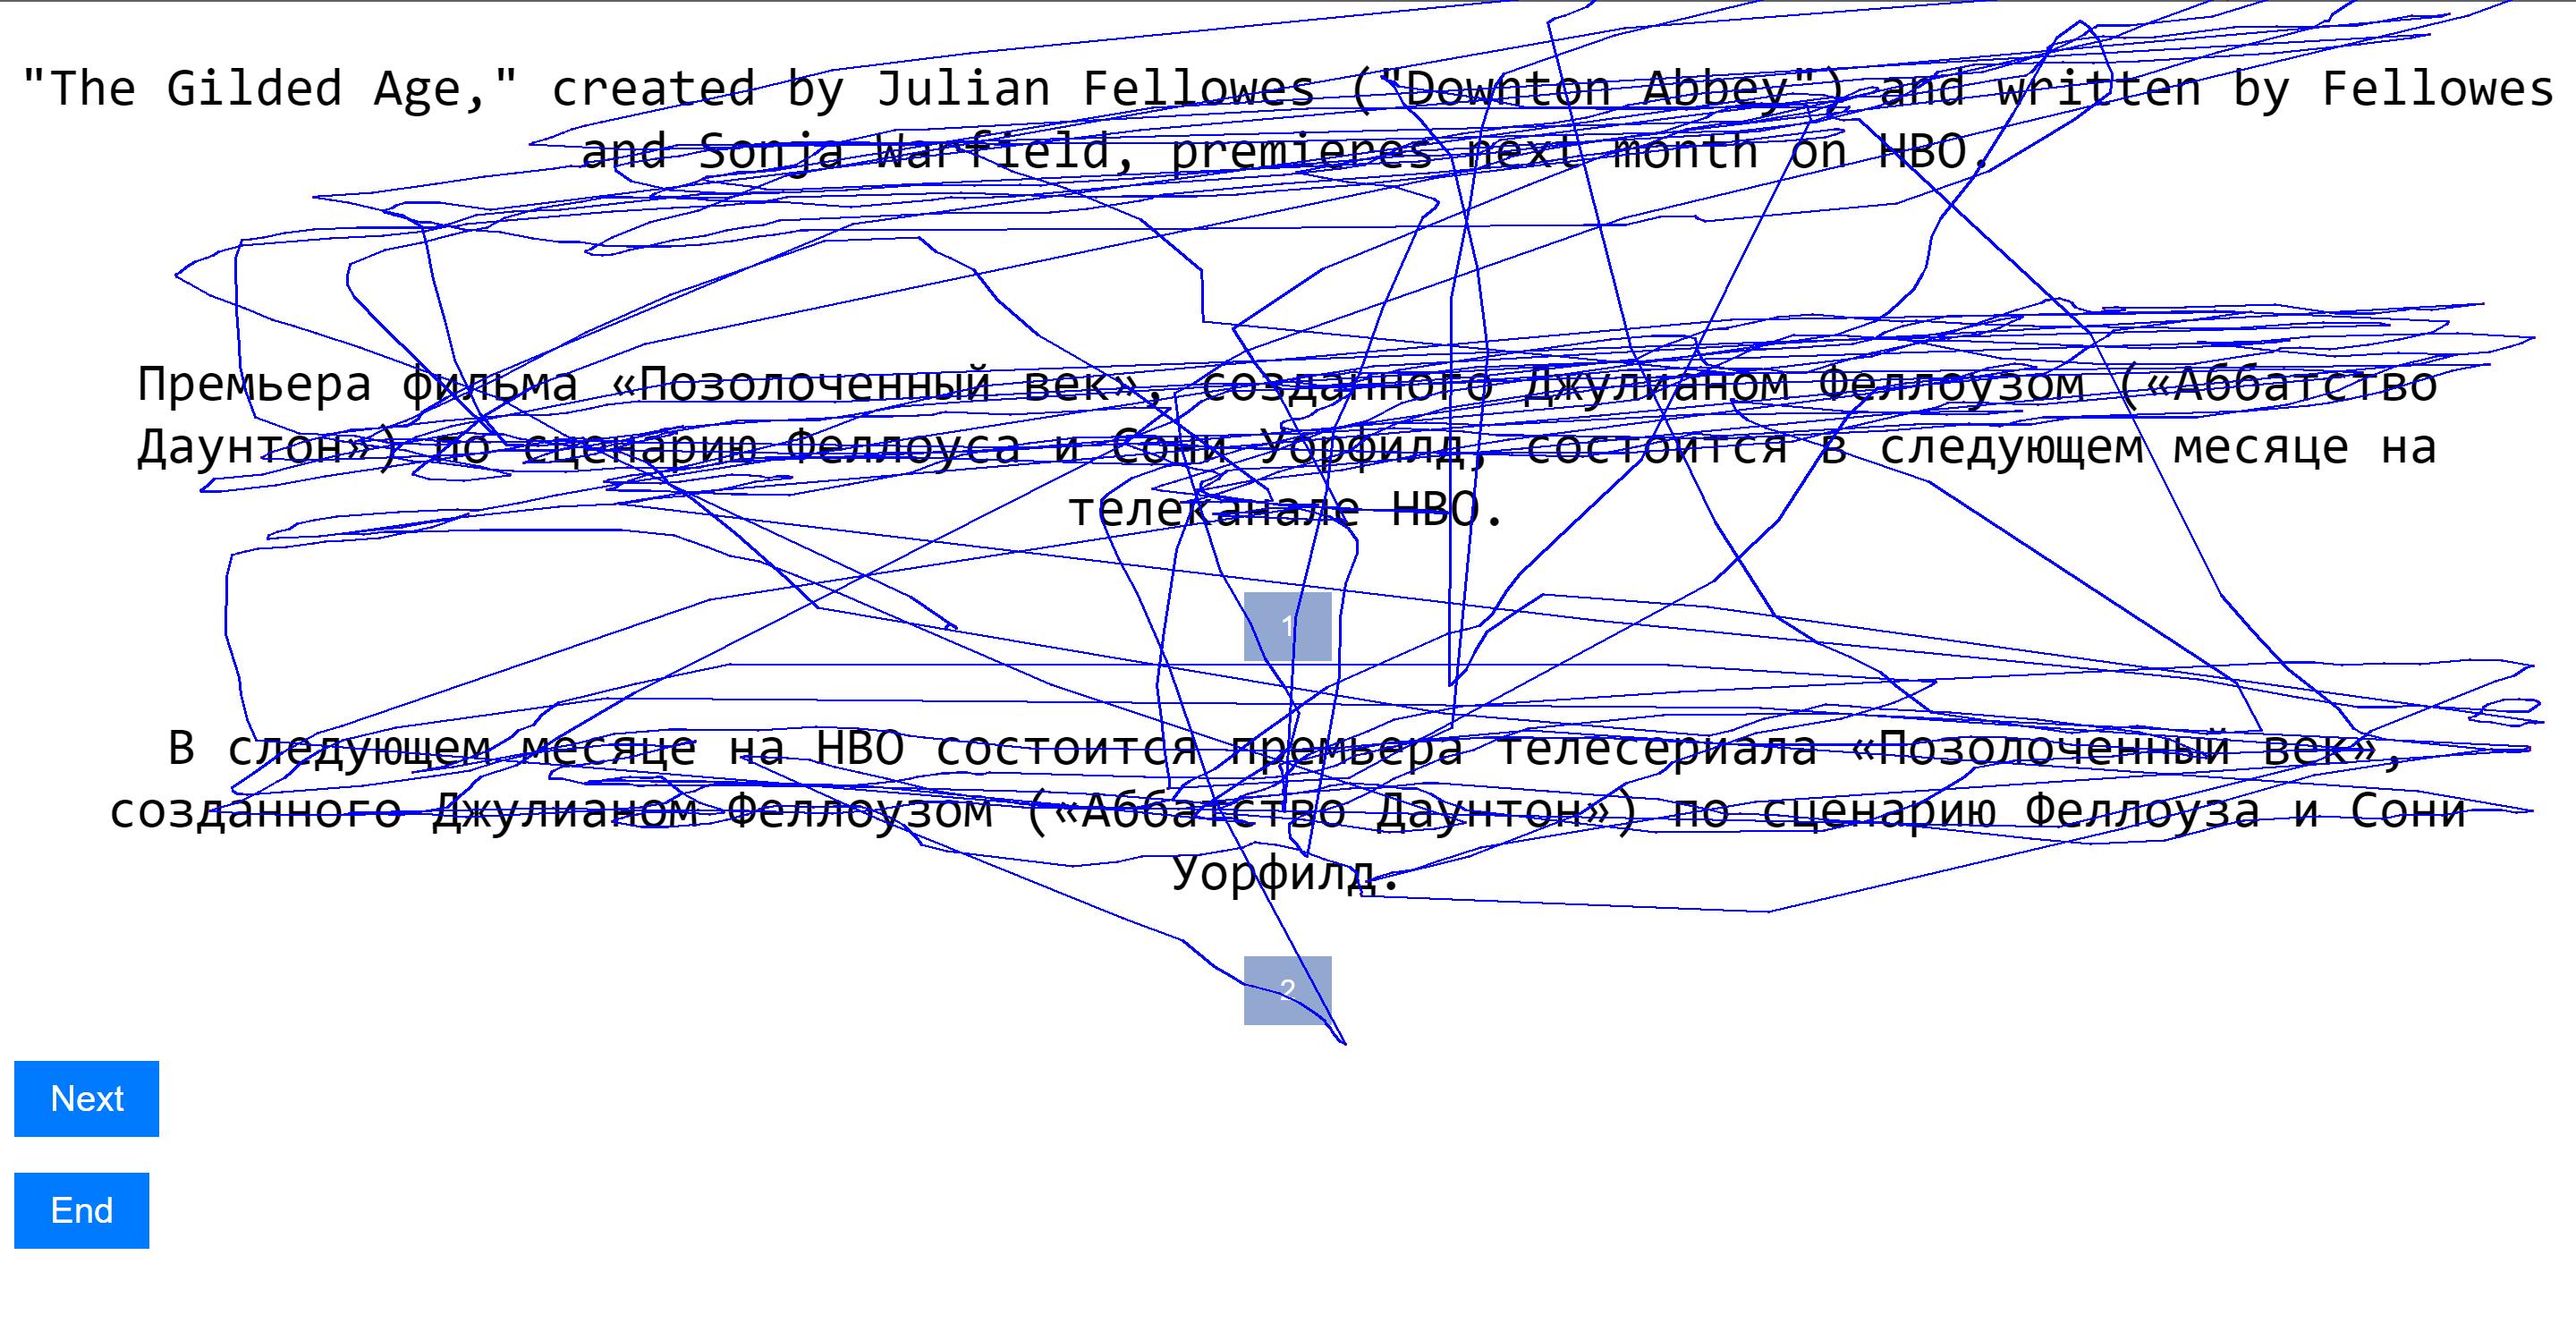 "The Gilded Age," created by Julian Fellowes ("Downton Abbey") and written by Fellowes
and Sonja Warfield, premieres next month on HBO.
Премьера фильма «Позолоченный век», созданного Джулианом Феллоузом («Аббатство
Даунтон») по сценарию Феллоуса и Сони Уорфилд, состоится в следующем месяце на
телеканале HBO.
1
В следующем месяце на HBO состоится премьера телесериала «Позолоченный век»,
созданного Джулианом Феллоузом («Аббатство Даунтон») по сценарию Феллоуза и Сони
Уорфилд.
2
Next
End